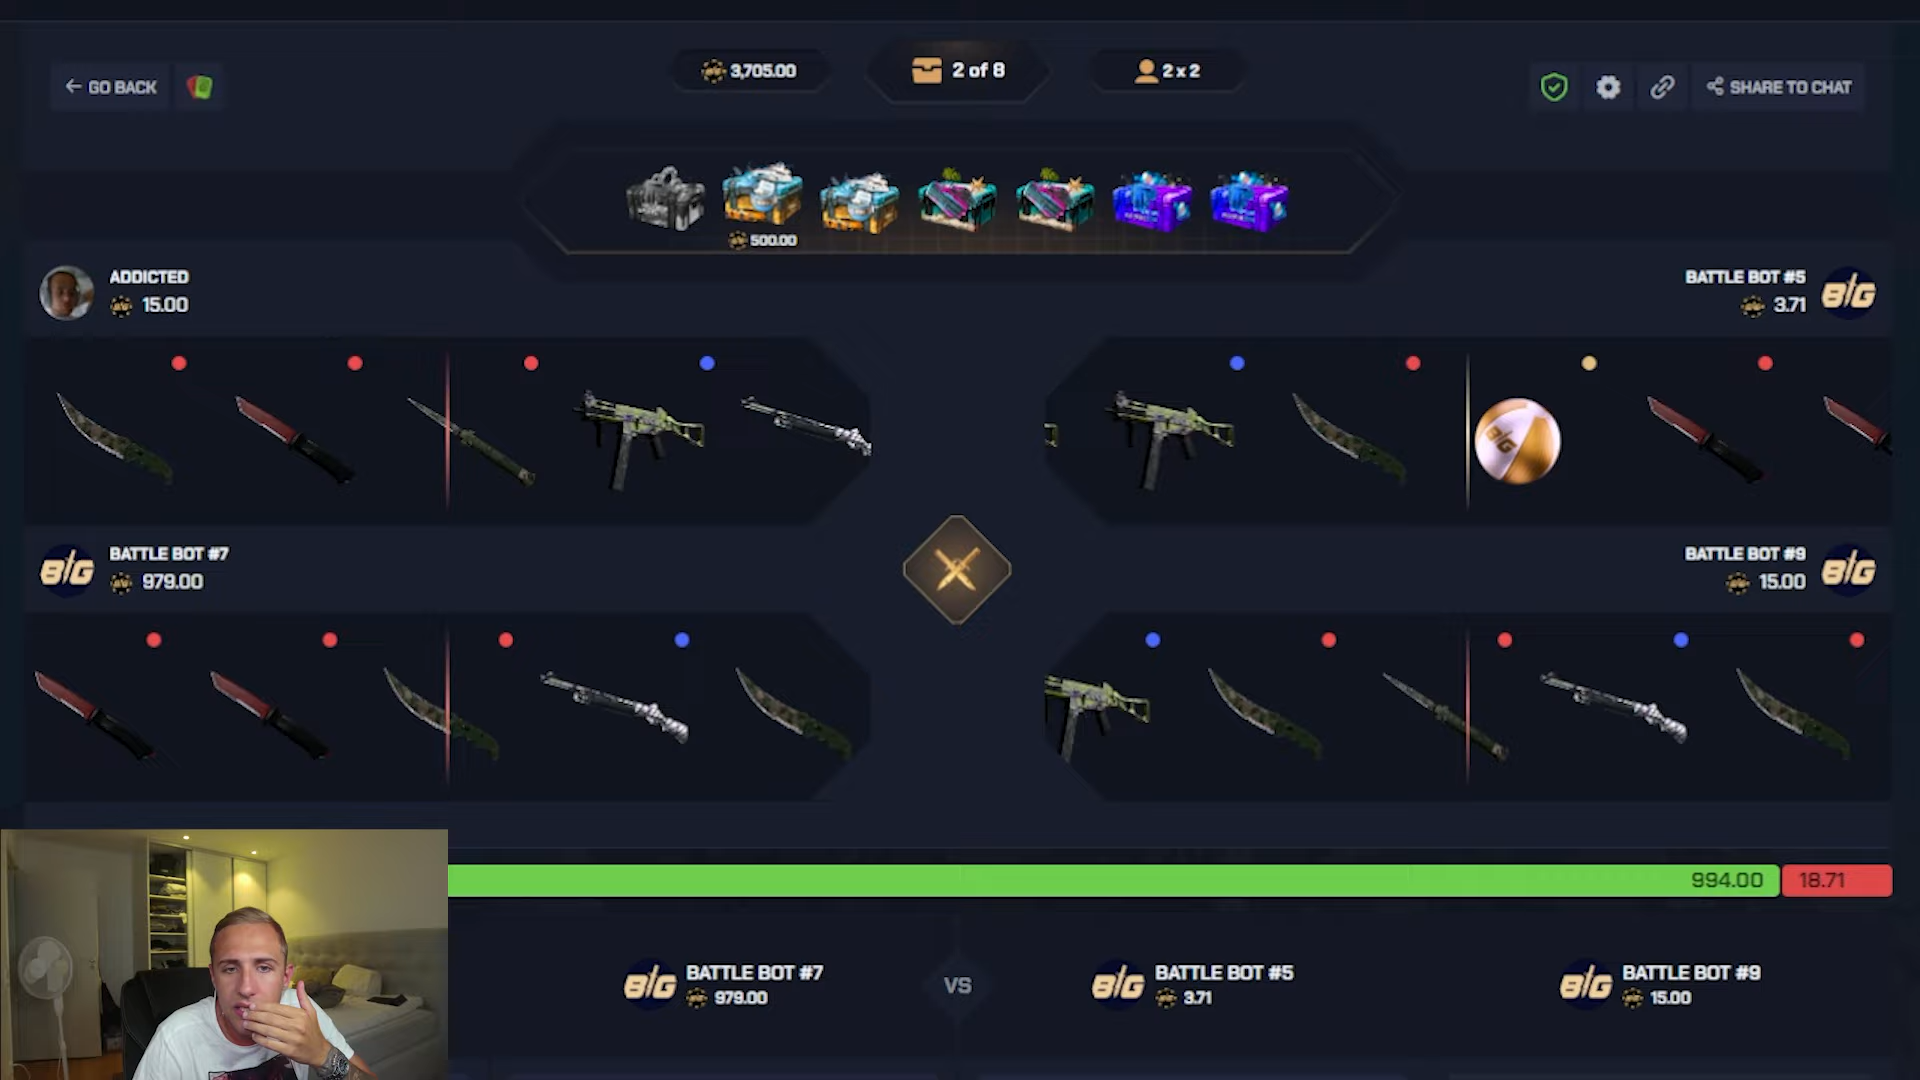 GO BACK
3,705.00
2 of 8
2 x 2
SHARE TO CHAT
500.00
ADDICTED
15.00
BATTLE BOT #5
3.71
B/G
B/G
BATTLE BOT #7
979.00
B/G
BATTLE BOT #9
15.00
B/G
994.00
18.71
B/G
BATTLE BOT #7
979.00
VS
B/G
BATTLE BOT #5
3.71
B/G
BATTLE BOT #9
15.00